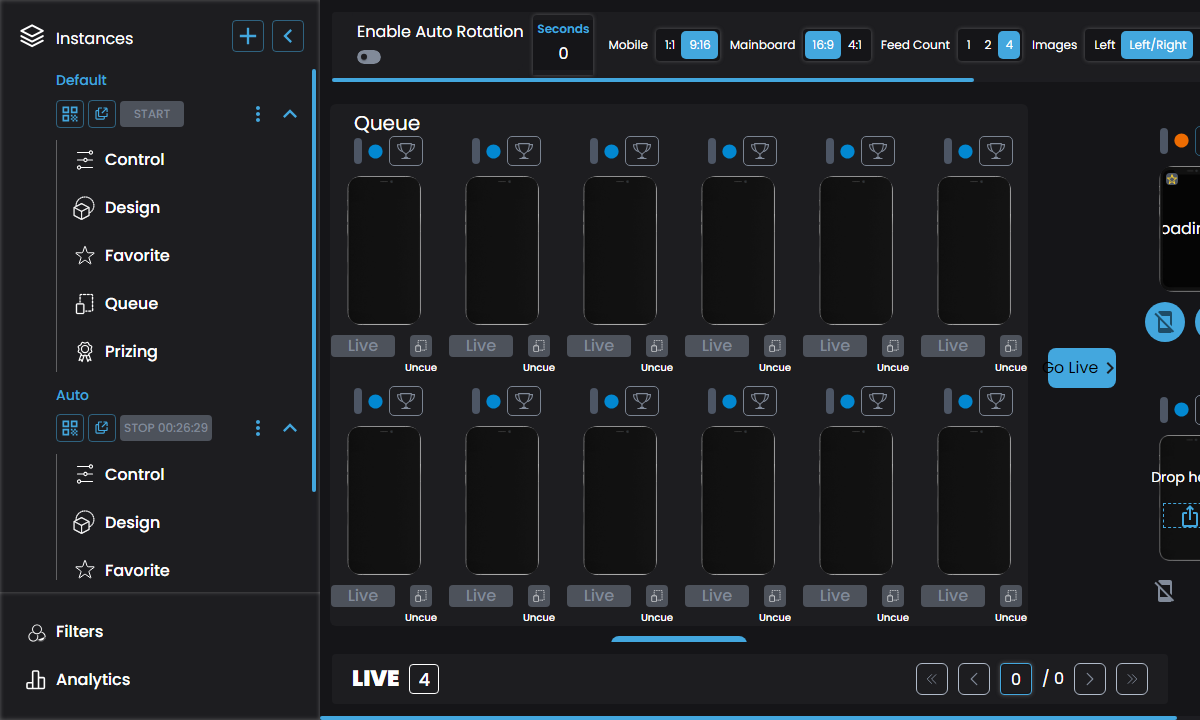 Instances
Default
START
Control
Design
Favorite
Queue
Prizing
Auto
STOP 00:26:29
Control
Design
Favorite
Filters
Analytics
Enable Auto Rotation
Seconds
0
Mobile 1:1 9:16 Mainboard 16:9 4:1 Feed Count 1 2 4 Images Left Left/Right
Queue
Live Live Live Live Live Live
Uncue Uncue Uncue Uncue Uncue Uncue
Live Live Live Live Live Live
Uncue Uncue Uncue Uncue Uncue Uncue
Go Live
oadin
Drop he
LIVE 4
0 / 0